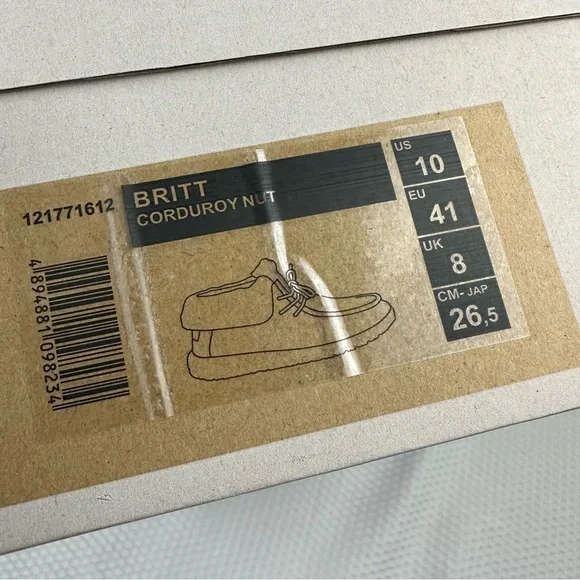 121771612
BRITT
CORDUROY NUT
US
10
EU
41
UK
8
CM- JAP
26,5
4894881098234